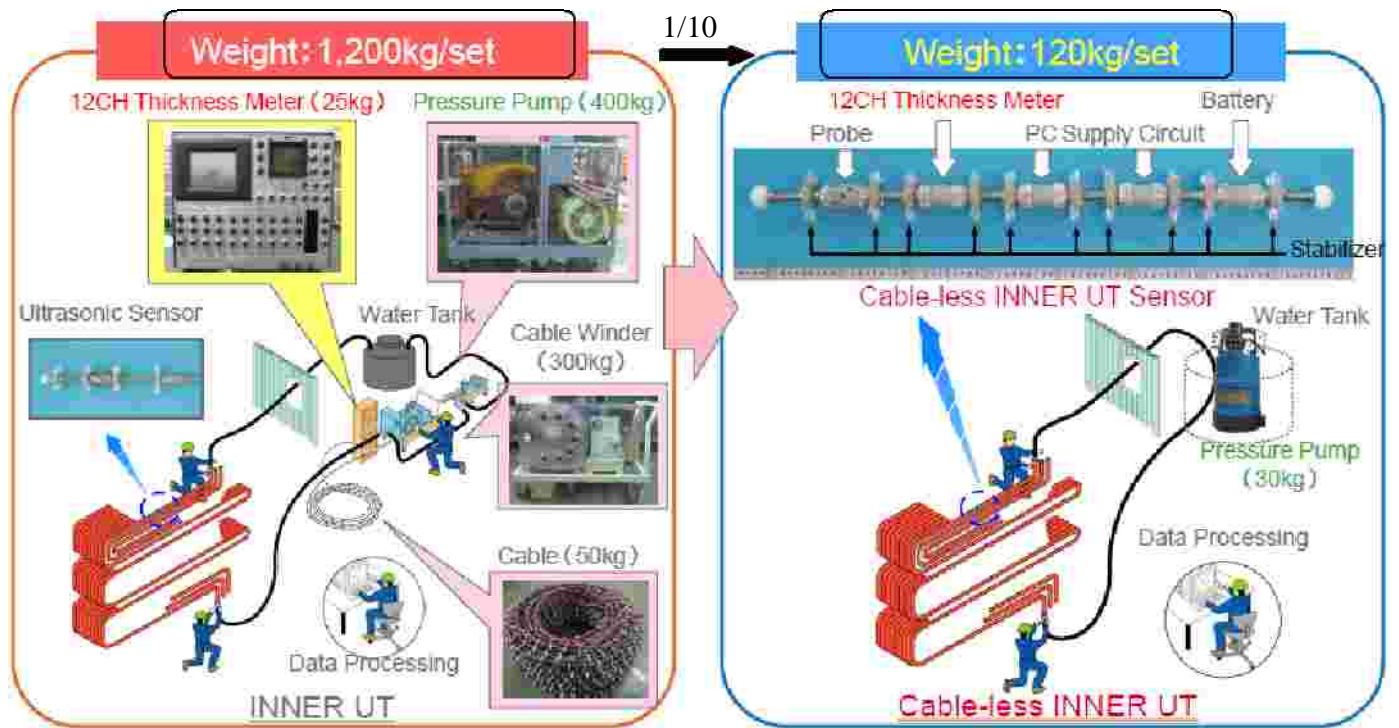 1/10
Weight:1,200kg/set
12CH Thickness Meter (25kg)
Pressure Pump (400kg)
Ultrasonic Sensor
Water Tank
Cable Winder
(300kg)
Cable (50kg)
Data Processing
INNER UT
Weight:120kg/set
12CH Thickness Meter
Battery
Probe
PC Supply Circuit
Stabilizer
Cable-less INNER UT Sensor
Water Tank
Pressure Pump
(30kg)
Data Processing
Cable-less INNER UT